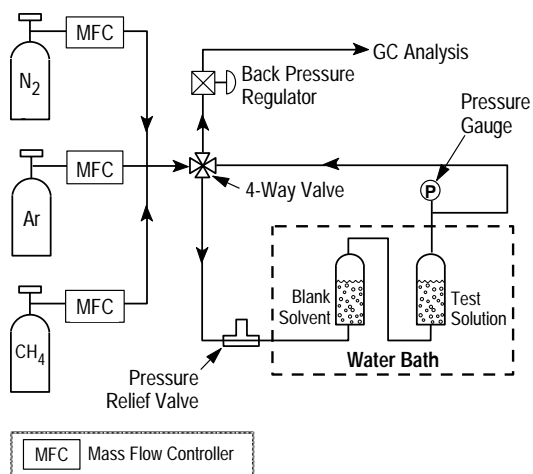 MFC
N2
GC Analysis
Back Pressure
Regulator
Pressure
Gauge
MFC
Ar
4-Way Valve
P
MFC
CH4
Blank
Solvent
Test
Solution
Water Bath
Pressure
Relief Valve
MFC Mass Flow Controller